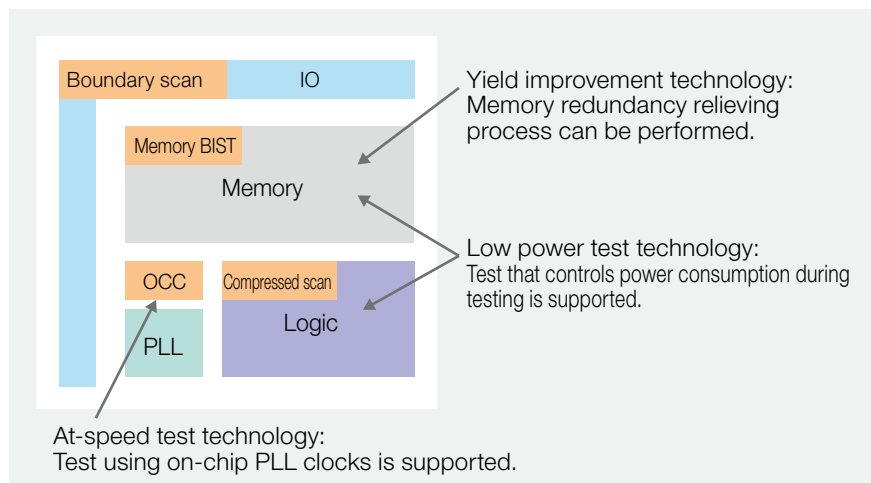 Boundary scan
IO
Yield improvement technology:
Memory redundancy relieving
process can be performed.
Memory BIST
Memory
Low power test technology:
Test that controls power consumption during
testing is supported.
OCC
Compressed scan
Logic
PLL
At-speed test technology:
Test using on-chip PLL clocks is supported.